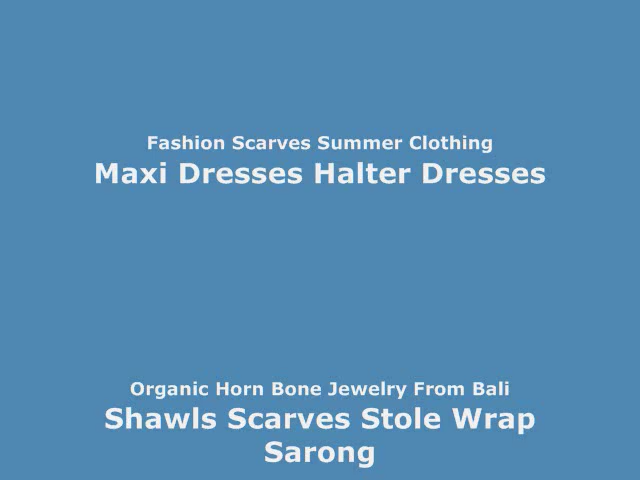 Fashion Scarves Summer Clothing
Maxi Dresses Halter Dresses
Organic Horn Bone Jewelry From Bali
Shawls Scarves Stole Wrap
Sarong